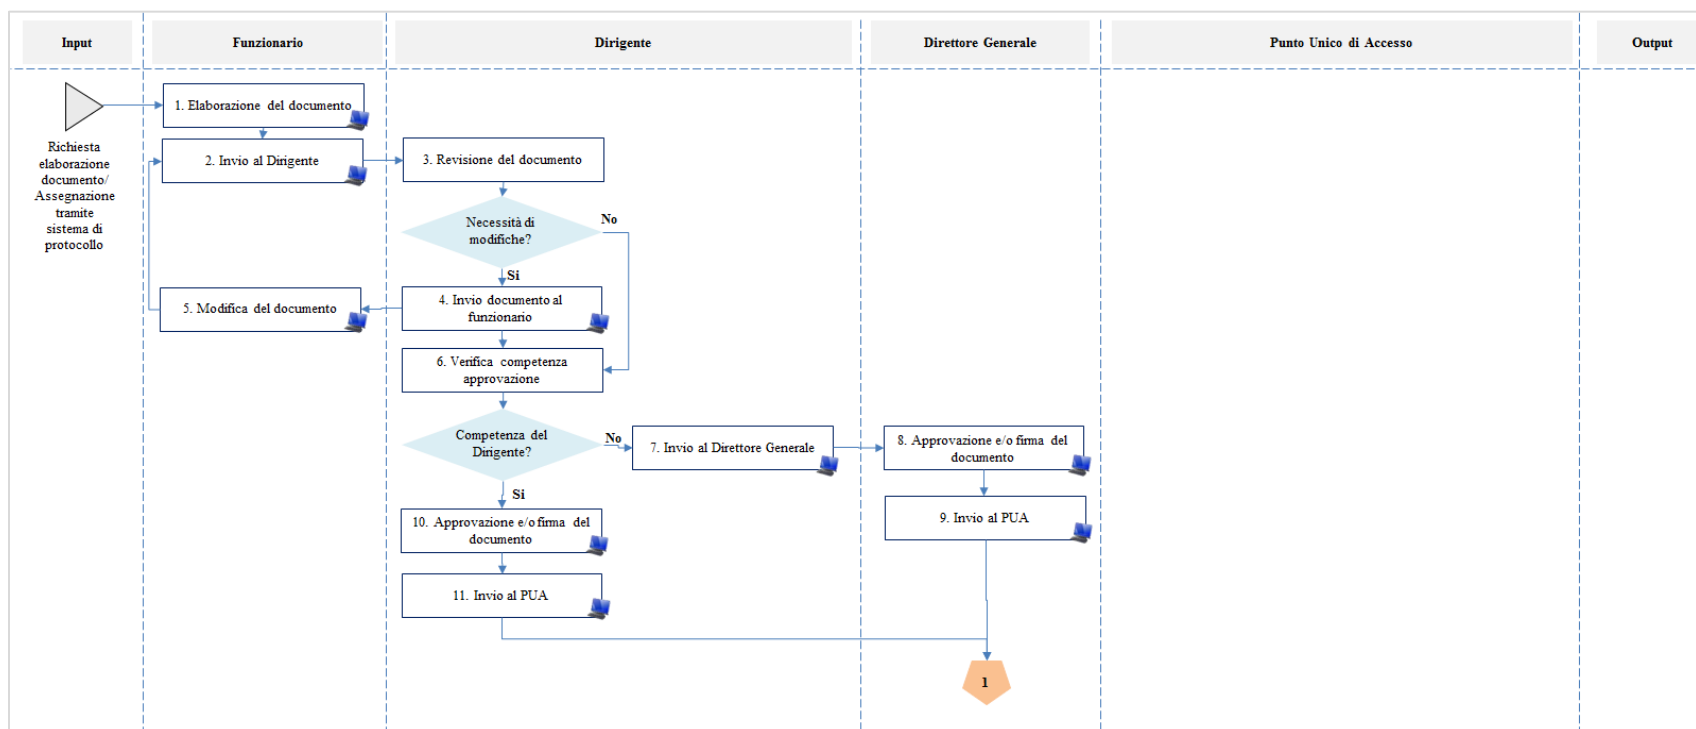 Input
Funzionario
Dirigente
Direttore Generale
Punto Unico di Accesso
Output
Richiesta
elaborazione
documento/
Assegnazione
tramite
sistema di
protocollo
1. Elaborazione del documento
2. Invio al Dirigente
3. Revisione del documento
Necessità di
modifiche?
No
Si
4. Invio documento al
funzionario
5. Modifica del documento
6. Verifica competenza
approvazione
Competenza del
Dirigente?
No
7. Invio al Direttore Generale
8. Approvazione e/o firma del
documento
Si
9. Invio al PUA
10. Approvazione e/o firma del
documento
11. Invio al PUA
1